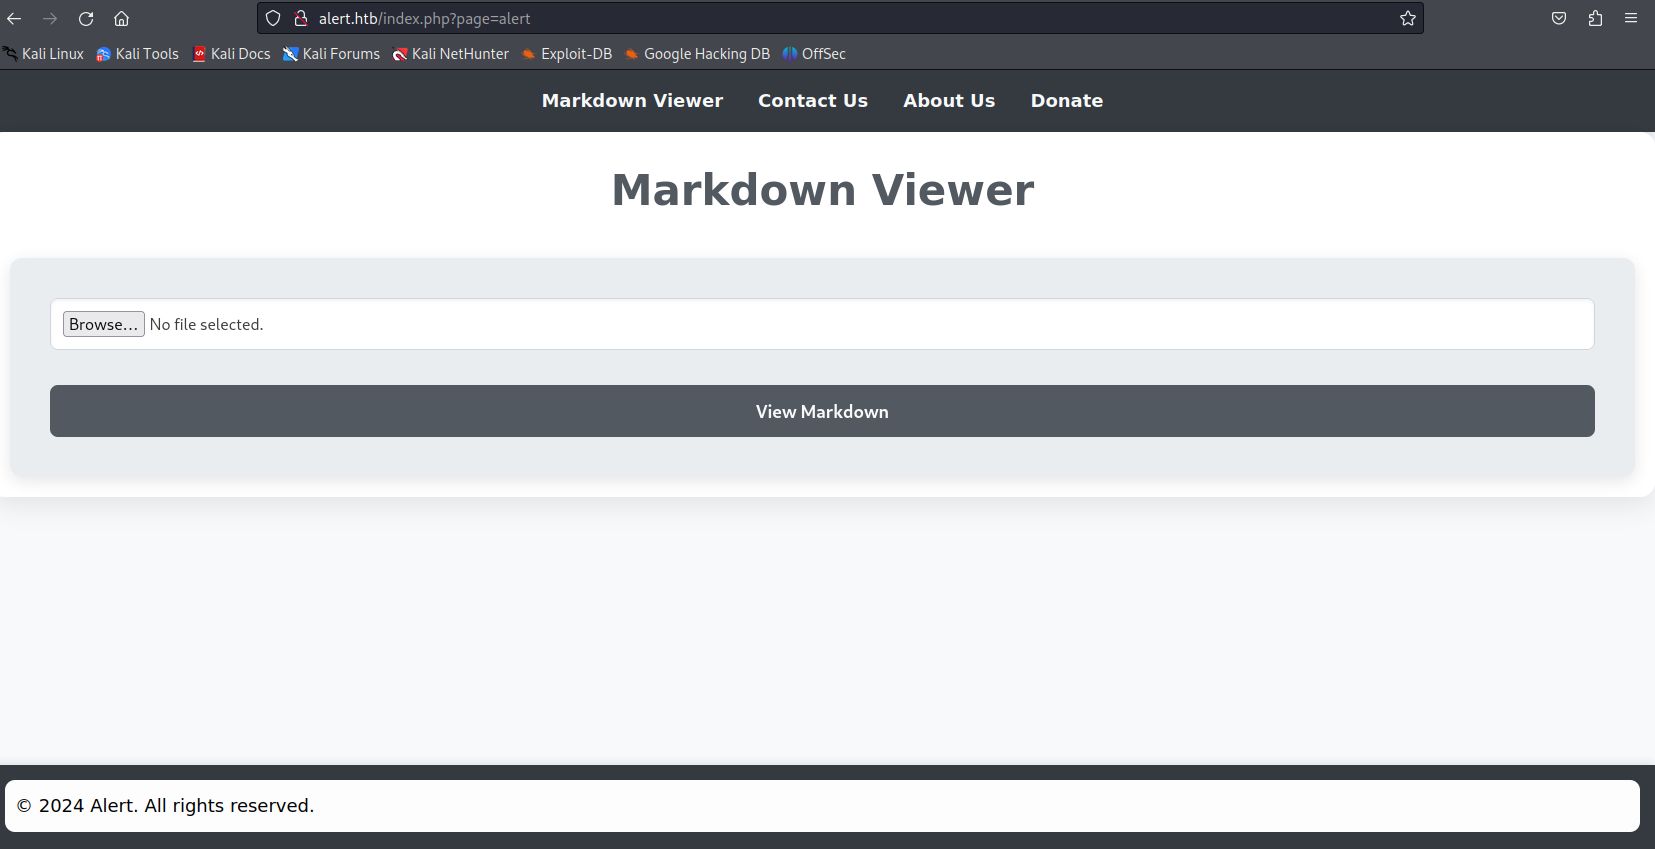 alert.htb/index.php?page=alert
Kali Linux Kali Tools Kali Docs Kali Forums Kali NetHunter Exploit-DB Google Hacking DB OffSec
Markdown Viewer Contact Us About Us Donate
Markdown Viewer
Browse... No file selected.
View Markdown
© 2024 Alert. All rights reserved.